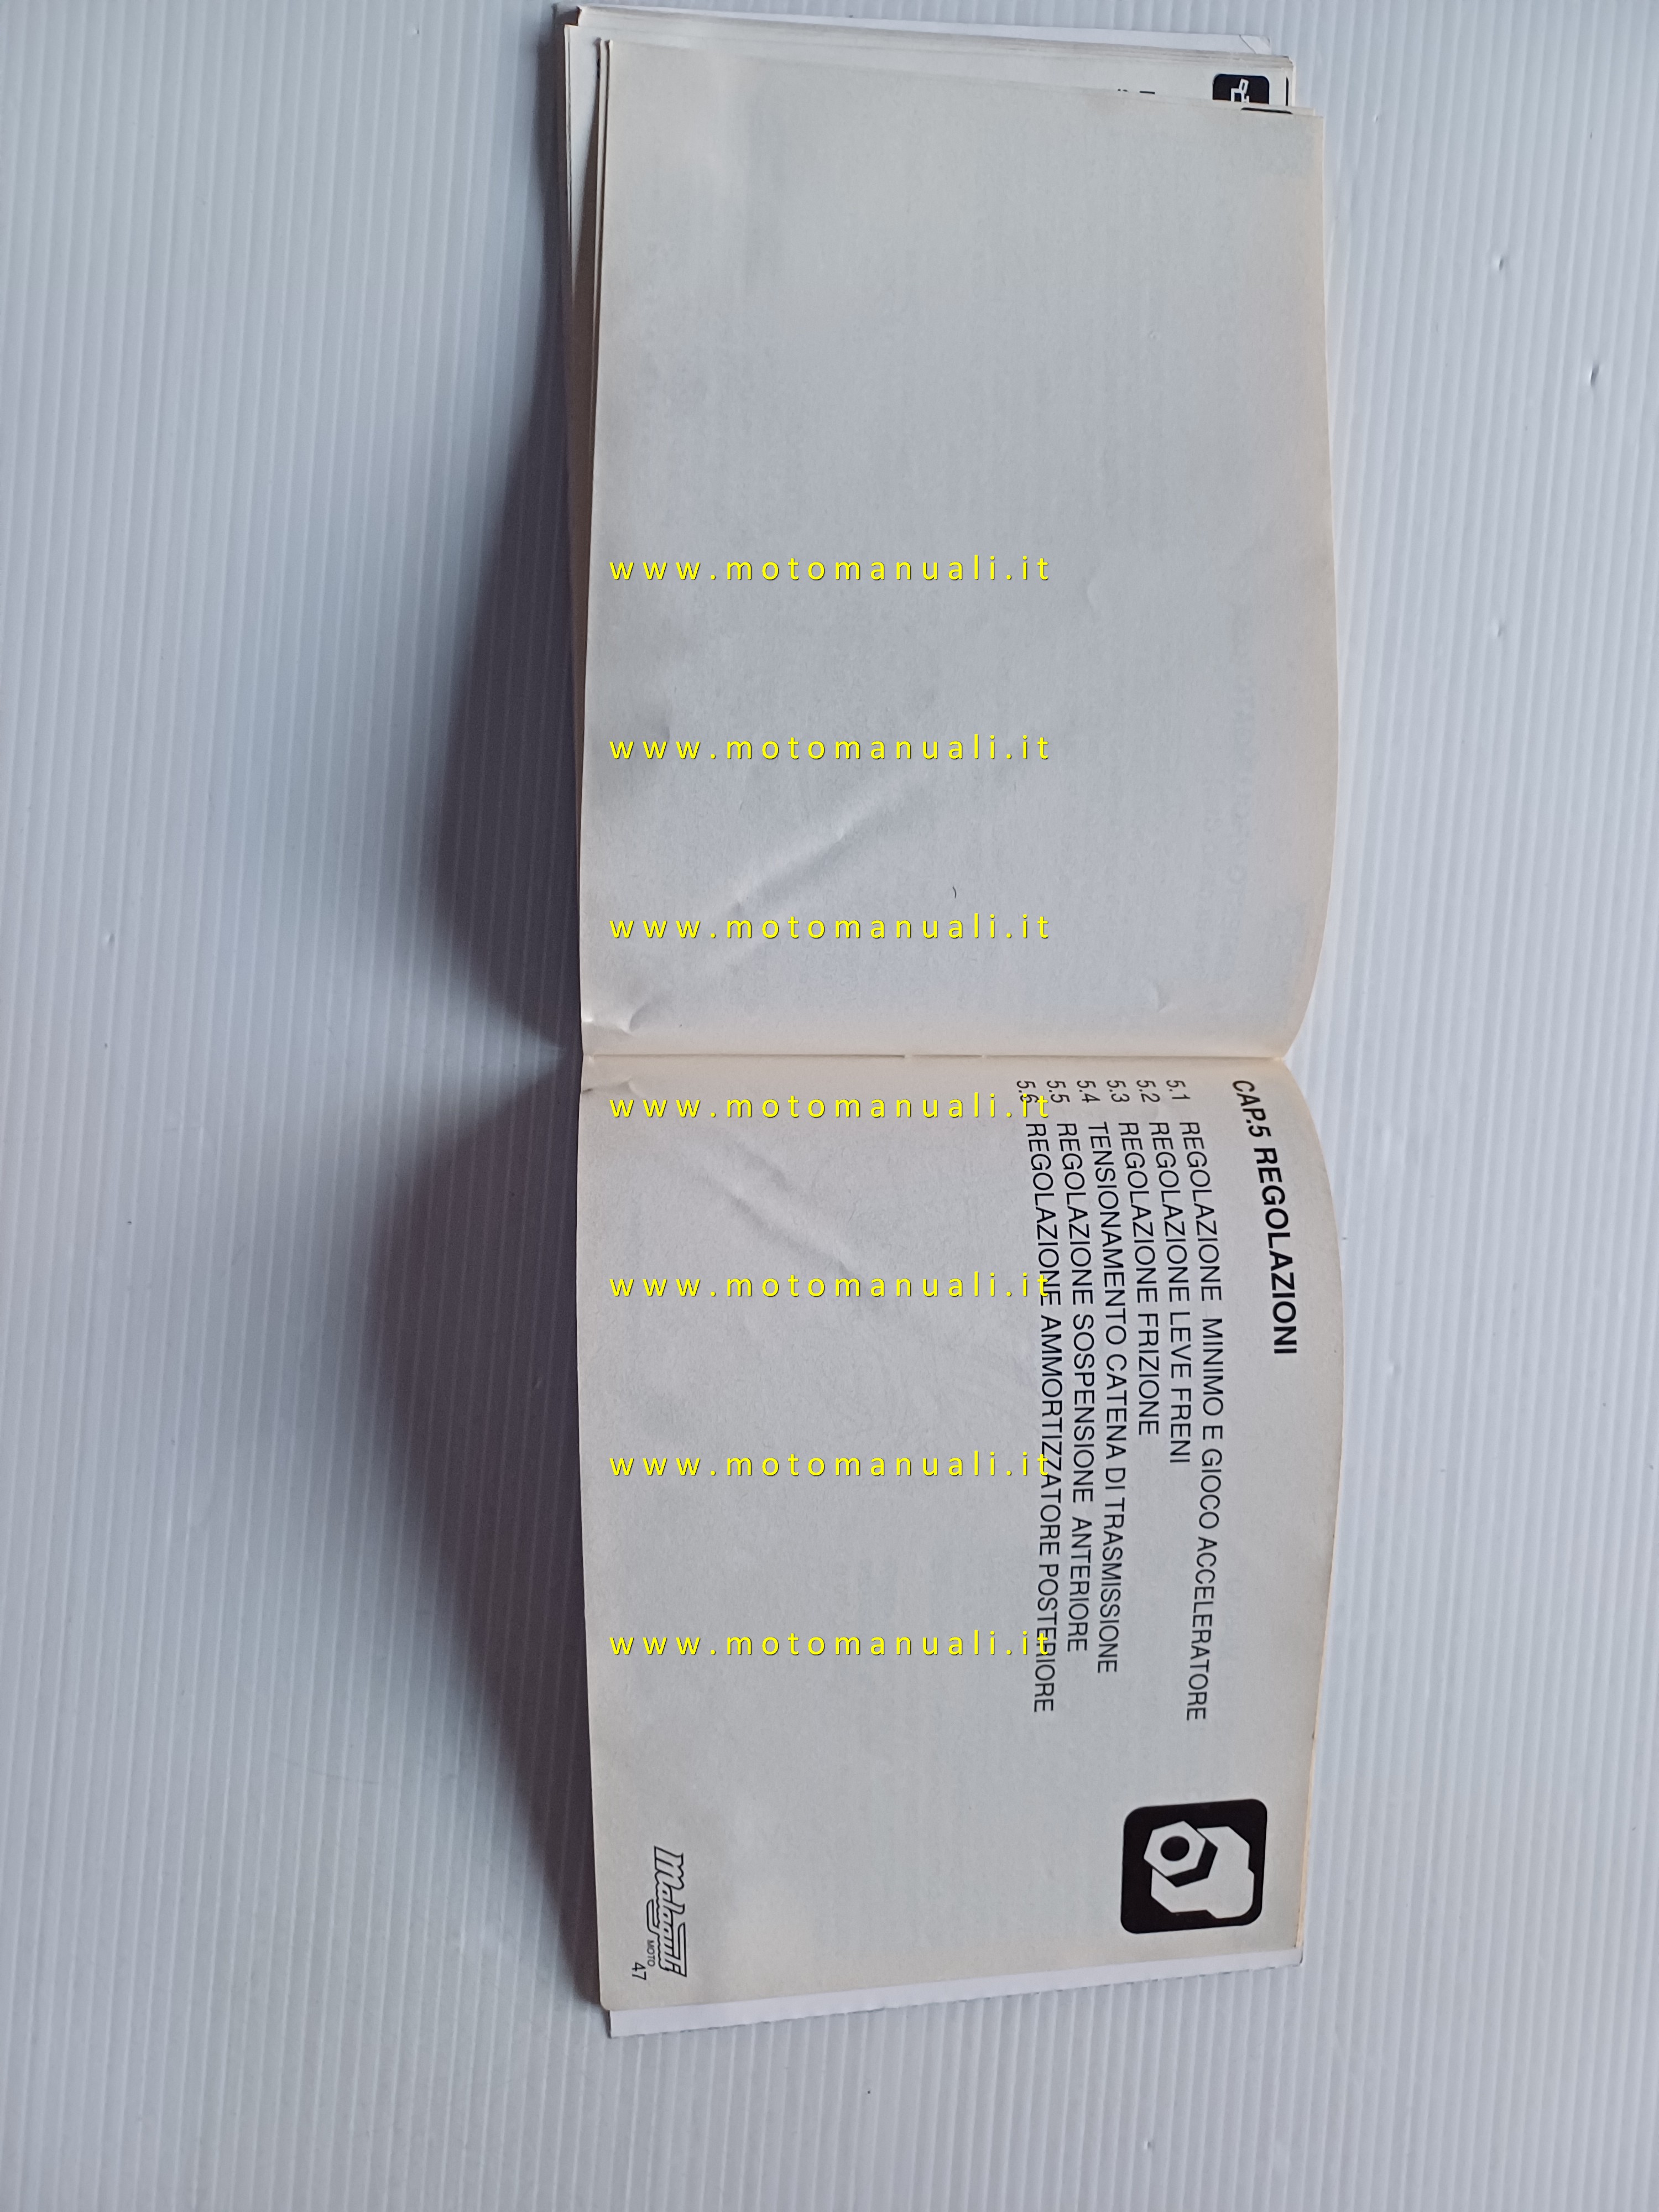 CAP.5 REGOLAZIONI
5.1 REGOLAZIONE MINIMO E GIOCO ACCELERATORE
5.2 REGOLAZIONE LEVE FRENI
5.3 REGOLAZIONE FRIZIONE
5.4 TENSIONAMENTO CATENA DI TRASMISSIONE
5.5 REGOLAZIONE SOSPENSIONE ANTERIORE
5.6 REGOLAZIONE AMMORTIZZATORE POSTERIORE
Malaguti
MOTO
47
www.motomanuali.it
www.motomanuali.it
www.motomanuali.it
www.motomanuali.it
www.motomanuali.it
www.motomanuali.it
www.motomanuali.it